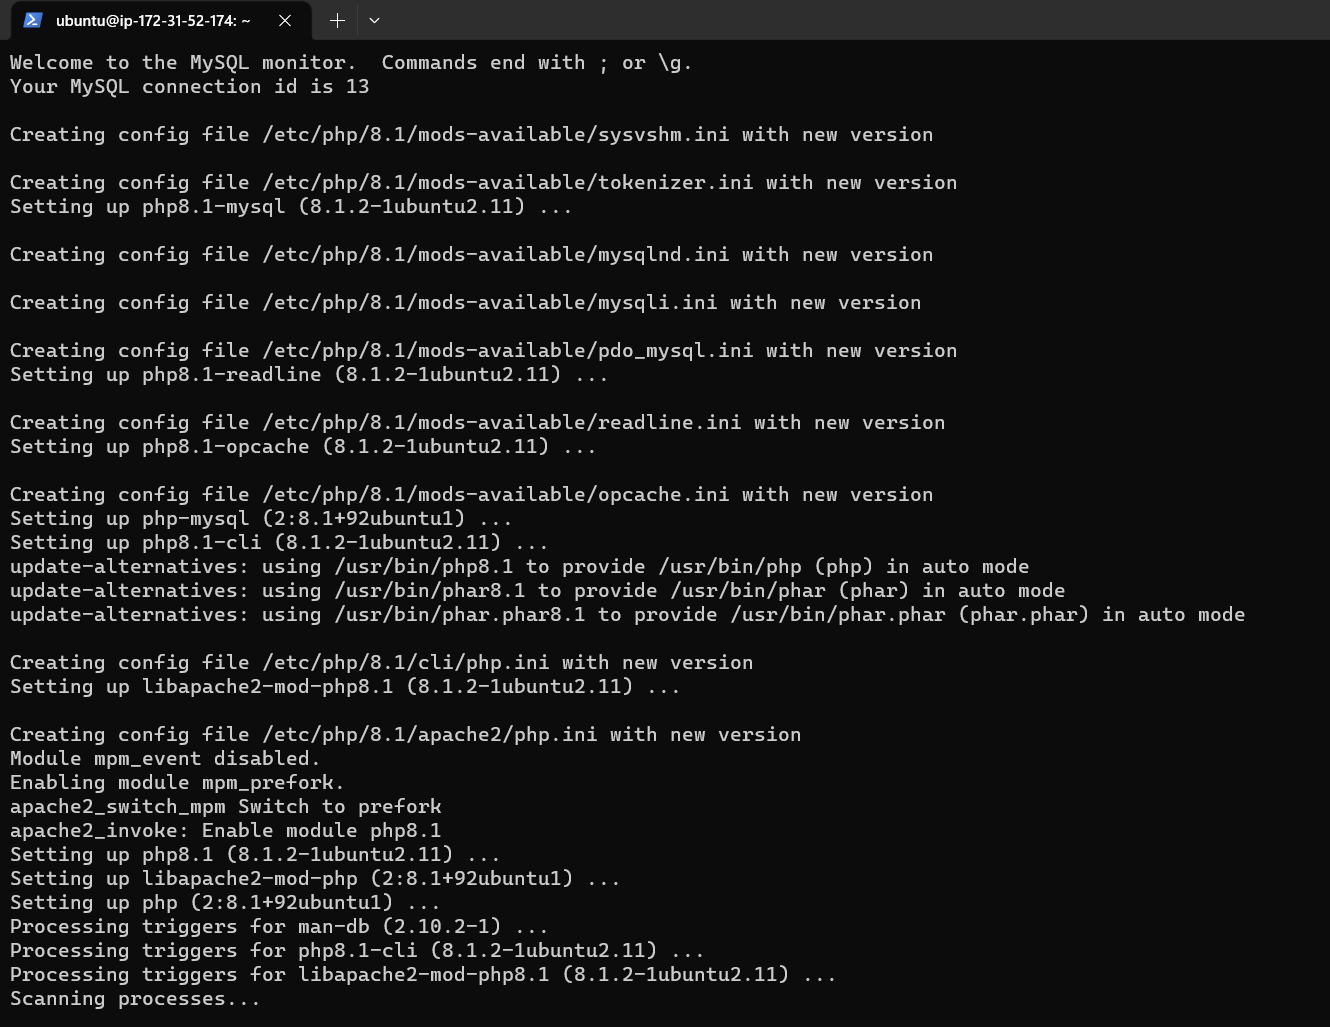 ubuntu@ip-172-31-52-174: ~
Welcome to the MySQL monitor.  Commands end with ; or \g.
Your MySQL connection id is 13
Creating config file /etc/php/8.1/mods-available/sysvshm.ini with new version
Creating config file /etc/php/8.1/mods-available/tokenizer.ini with new version
Setting up php8.1-mysql (8.1.2-1ubuntu2.11) ...
Creating config file /etc/php/8.1/mods-available/mysqlnd.ini with new version
Creating config file /etc/php/8.1/mods-available/mysqli.ini with new version
Creating config file /etc/php/8.1/mods-available/pdo_mysql.ini with new version
Setting up php8.1-readline (8.1.2-1ubuntu2.11) ...
Creating config file /etc/php/8.1/mods-available/readline.ini with new version
Setting up php8.1-opcache (8.1.2-1ubuntu2.11) ...
Creating config file /etc/php/8.1/mods-available/opcache.ini with new version
Setting up php-mysql (2:8.1+92ubuntu1) ...
Setting up php8.1-cli (8.1.2-1ubuntu2.11) ...
update-alternatives: using /usr/bin/php8.1 to provide /usr/bin/php (php) in auto mode
update-alternatives: using /usr/bin/phar8.1 to provide /usr/bin/phar (phar) in auto mode
update-alternatives: using /usr/bin/phar.phar8.1 to provide /usr/bin/phar.phar (phar.phar) in auto mode
Creating config file /etc/php/8.1/cli/php.ini with new version
Setting up libapache2-mod-php8.1 (8.1.2-1ubuntu2.11) ...
Creating config file /etc/php/8.1/apache2/php.ini with new version
Module mpm_event disabled.
Enabling module mpm_prefork.
apache2_switch_mpm Switch to prefork
apache2_invoke: Enable module php8.1
Setting up php8.1 (8.1.2-1ubuntu2.11) ...
Setting up libapache2-mod-php (2:8.1+92ubuntu1) ...
Setting up php (2:8.1+92ubuntu1) ...
Processing triggers for man-db (2.10.2-1) ...
Processing triggers for php8.1-cli (8.1.2-1ubuntu2.11) ...
Processing triggers for libapache2-mod-php8.1 (8.1.2-1ubuntu2.11) ...
Scanning processes...